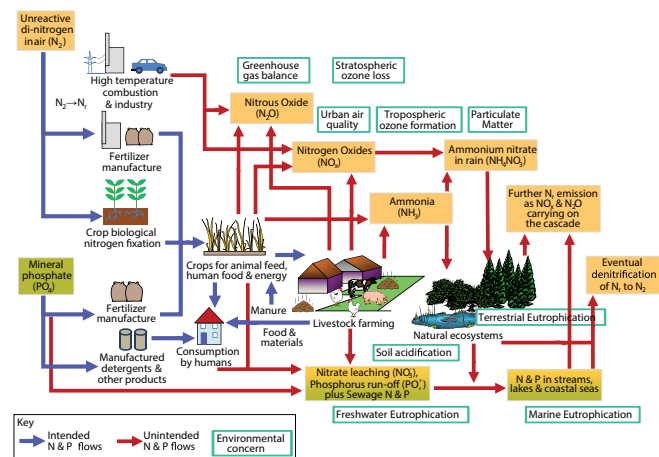 Unreactive
di-nitrogen
in air (N₂)
High temperature
combustion
& industry
N₂→Nᵣ
Fertilizer
manufacture
Crop biological
nitrogen fixation
Mineral
phosphate
(PO₄)
Fertilizer
manufacture
Manufactured
detergents &
other products
Greenhouse
gas balance
Stratospheric
ozone loss
Nitrous Oxide
(N₂O)
Urban air
quality
Tropospheric
ozone formation
Particulate
Matter
Nitrogen Oxides
(NOₓ)
Ammonium nitrate
in rain (NH₄NO₃)
Ammonia
(NH₃)
Further Nᵣ emission
as NOₓ & N₂O
carrying on
the cascade
Eventual
denitrification
of Nᵣ to N₂
Crops for animal feed,
human food & energy
Manure
Food &
materials
Consumption
by humans
Livestock farming
Terrestrial Eutrophication
Natural ecosystems
Soil acidification
Nitrate leaching (NO₃),
Phosphorus run-off (PO₄⁻)
plus Sewage N & P
N & P in streams,
lakes & coastal seas
Freshwater Eutrophication
Marine Eutrophication
Key
Intended
N & P flows
Unintended
N & P flows
Environmental
concern